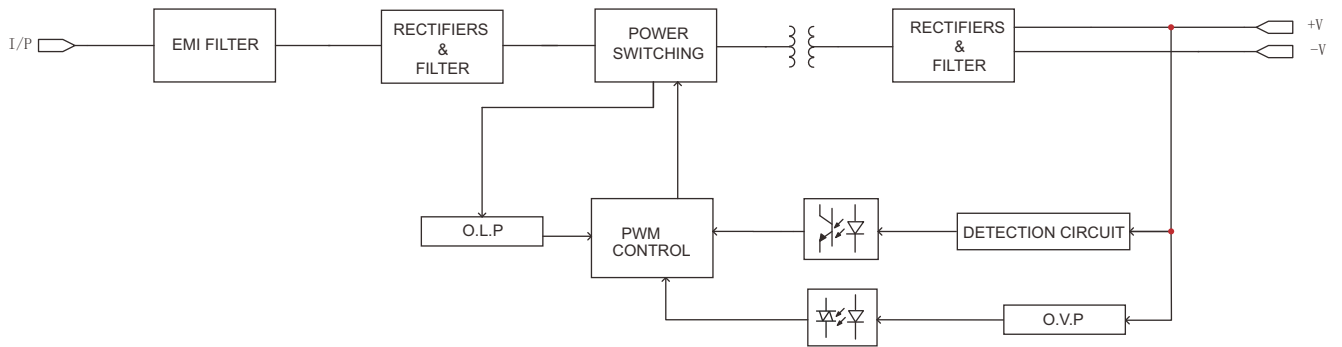 I/P
EMI FILTER
RECTIFIERS
&
FILTER
POWER
SWITCHING
RECTIFIERS
&
FILTER
+V
-V
O.L.P
PWM
CONTROL
DETECTION CIRCUIT
O.V.P